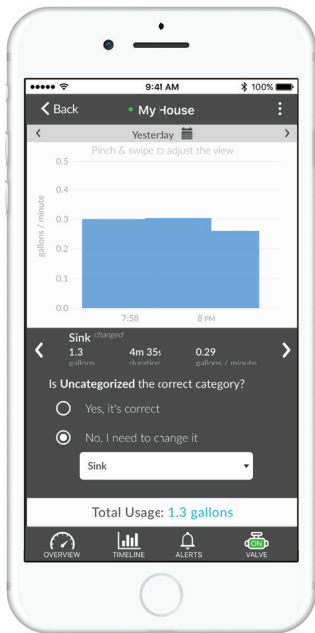 9:41 AM 100%
Back My House
Yesterday
Pinch & swipe to adjust the view
0.5
0.4
0.3
0.2
0.1
0.0
gallons / minute
7:58 8 PM
Sink changed
1.3 4m 35s 0.29
gallons duration gallons / minute
Is Uncategorized the correct category?
Yes, it's correct
No, I need to change it
Sink
Total Usage: 1.3 gallons
OVERVIEW TIMELINE ALERTS ON VALVE